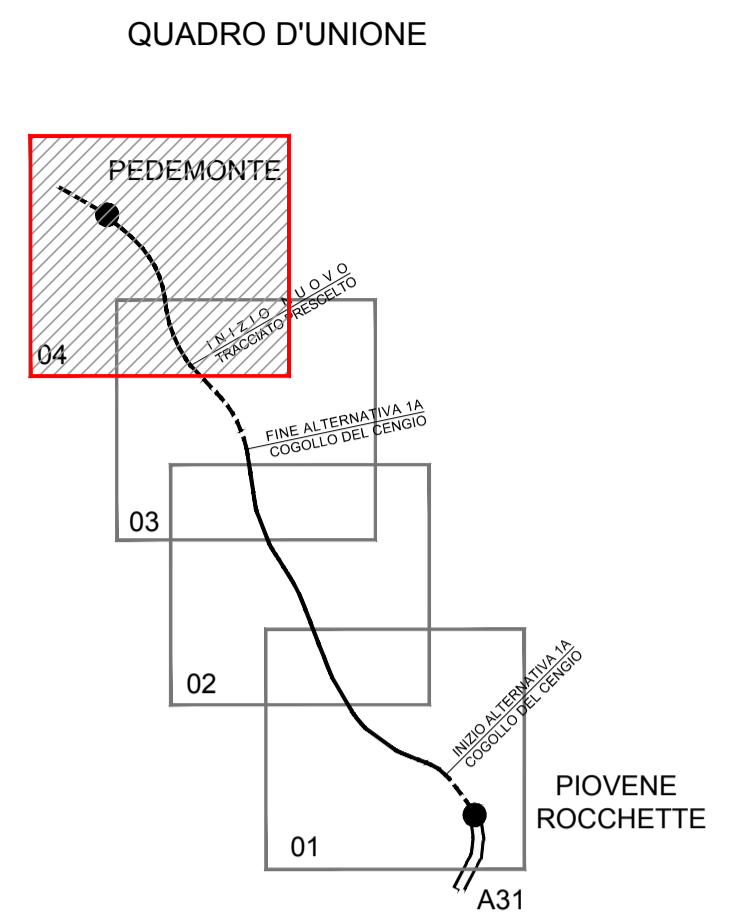 QUADRO D'UNIONE
PEDEMONTE
INIZIO NUOVO
TRACCIATO PRESCELTO
04
FINE ALTERNATIVA 1A
COGOLLO DEL CENGIO
03
INIZIO ALTERNATIVA 1A
COGOLLO DEL CENGIO
02
PIOVENE
ROCCHETTE
01
A31